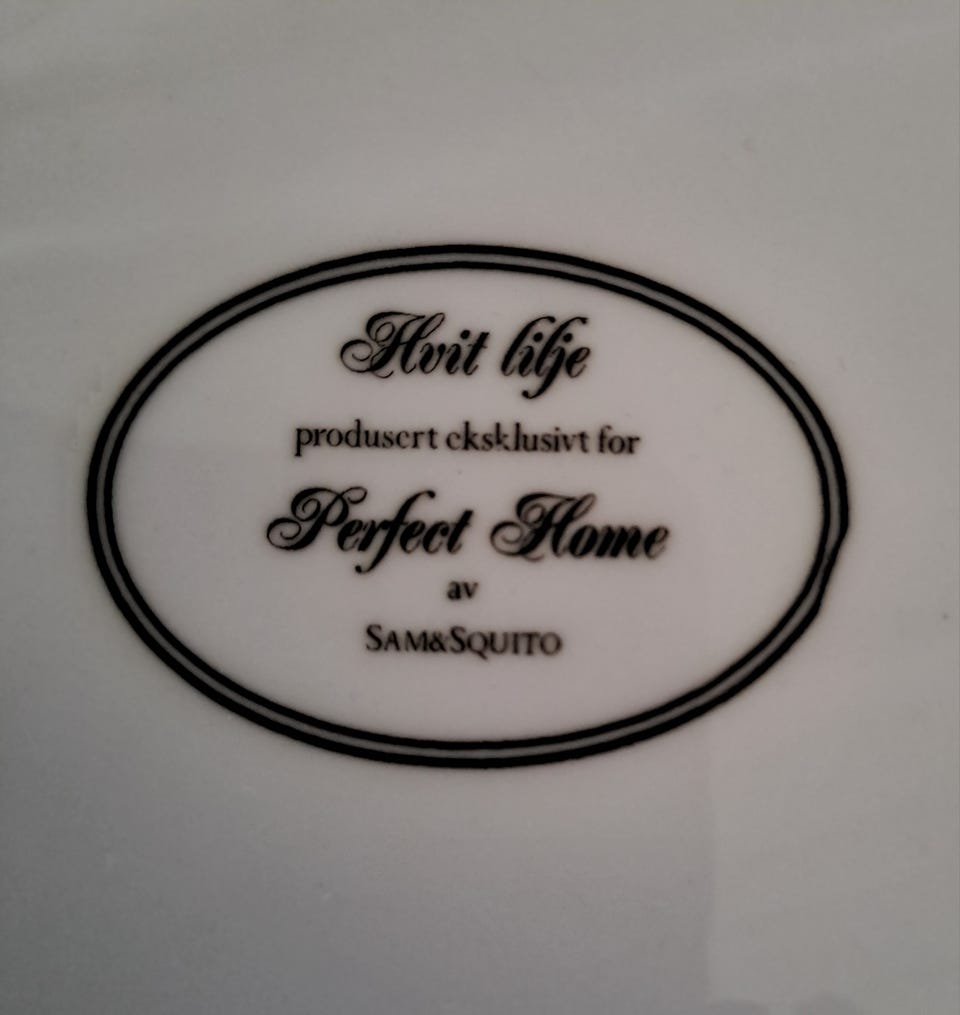 Hvit lilje
produsert eksklusivt for
Perfect Home
av
SAM&SQUITO